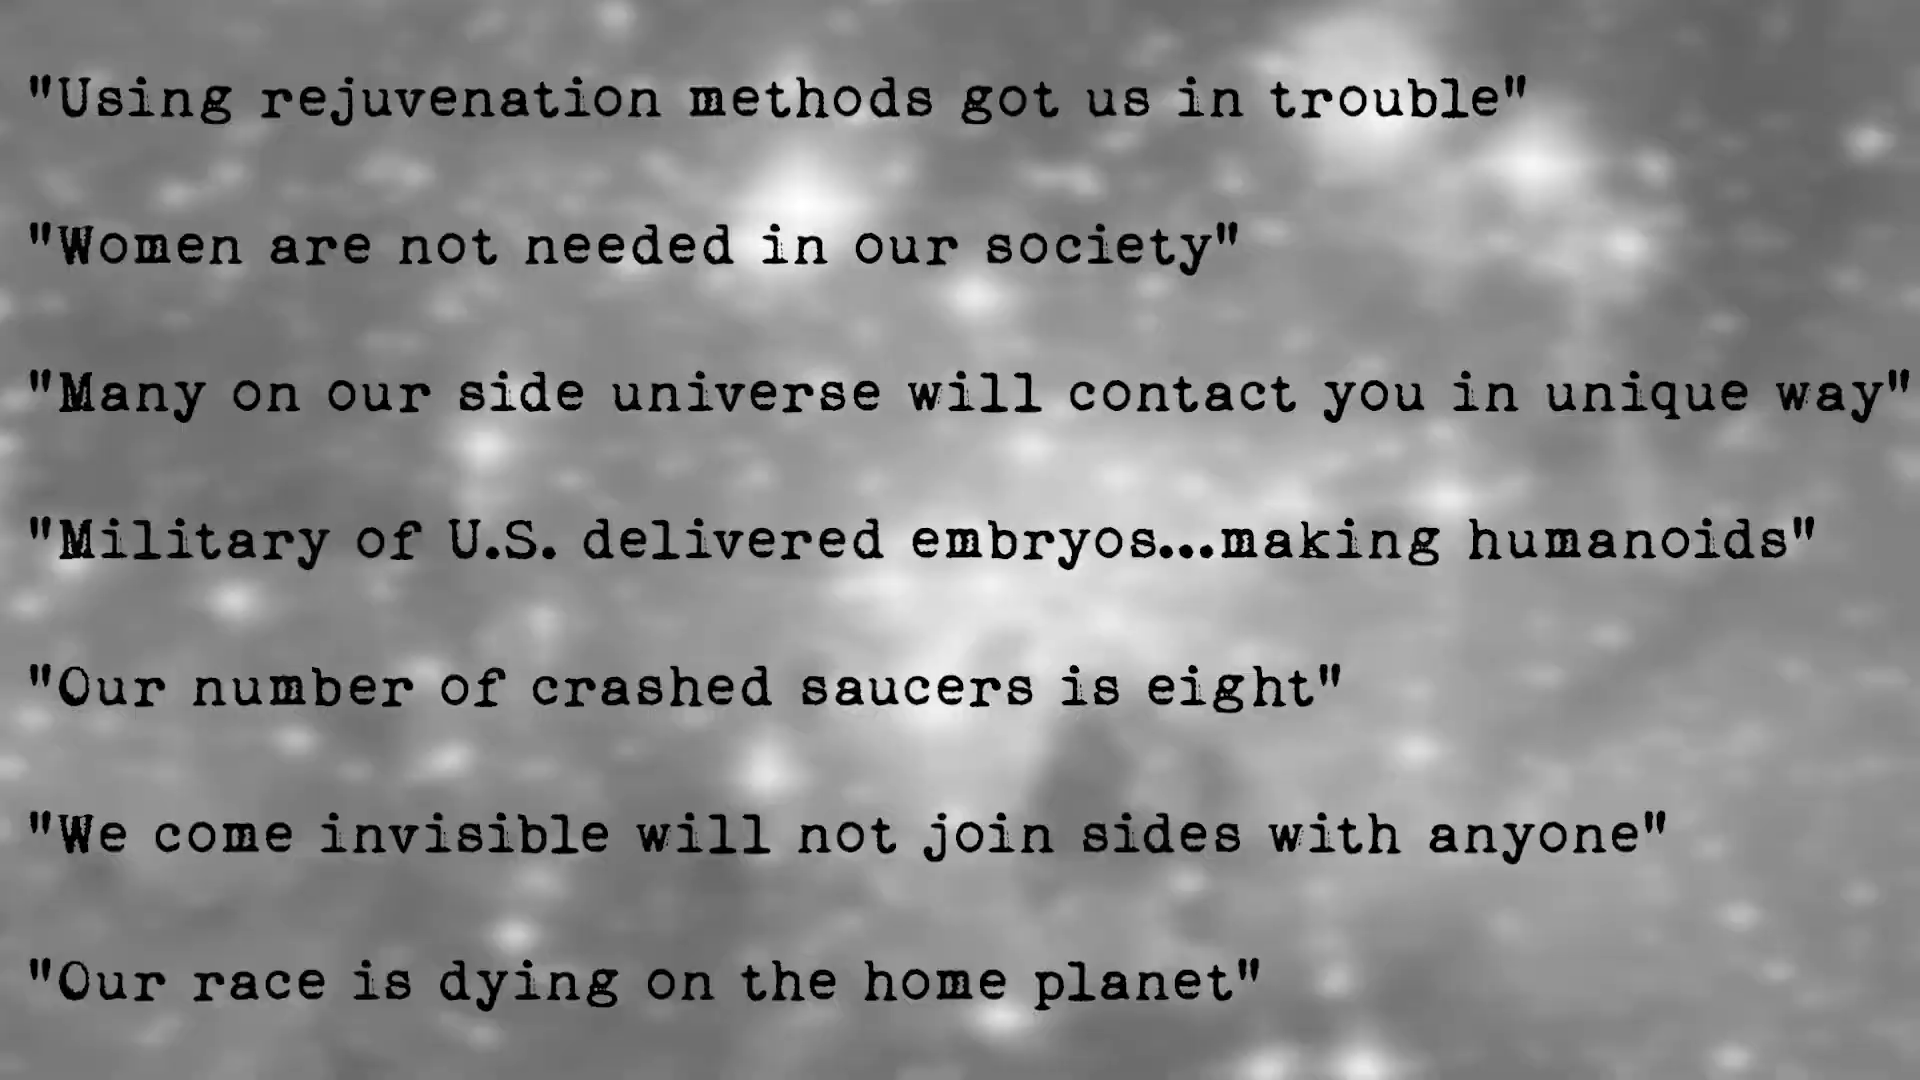 "Using rejuvenation methods got us in trouble"
"Women are not needed in our society"
"Many on our side universe will contact you in unique way"
"Military of U.S. delivered embryos...making humanoids"
"Our number of crashed saucers is eight"
"We come invisible will not join sides with anyone"
"Our race is dying on the home planet"